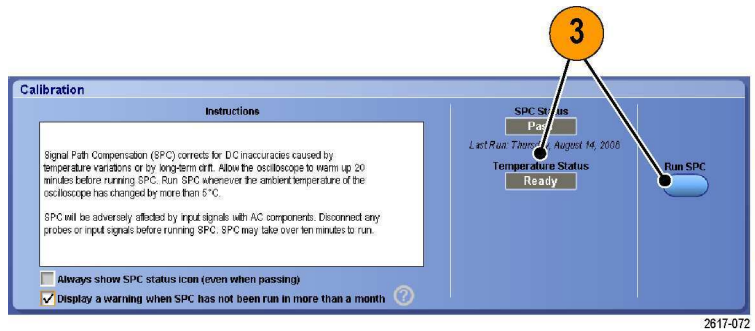 3
Calibration
Instructions
Signal Path Compensation (SPC) corrects for DC inaccuracies caused by
temperature variations or by long-term drift. Allow the oscilloscope to warm up 20
minutes before running SPC. Run SPC whenever the ambient temperature of the
oscilloscope has changed by more than 5°C.
SPC will be adversely affected by input signals with AC components. Disconnect any
probes or input signals before running SPC. SPC may take over ten minutes to run.
Always show SPC status icon (even when passing)
Display a warning when SPC has not been run in more than a month ?
SPC Status
Pass
Last Run: Thursday, August 14, 2008
Temperature Status
Ready
Run SPC
2617-072